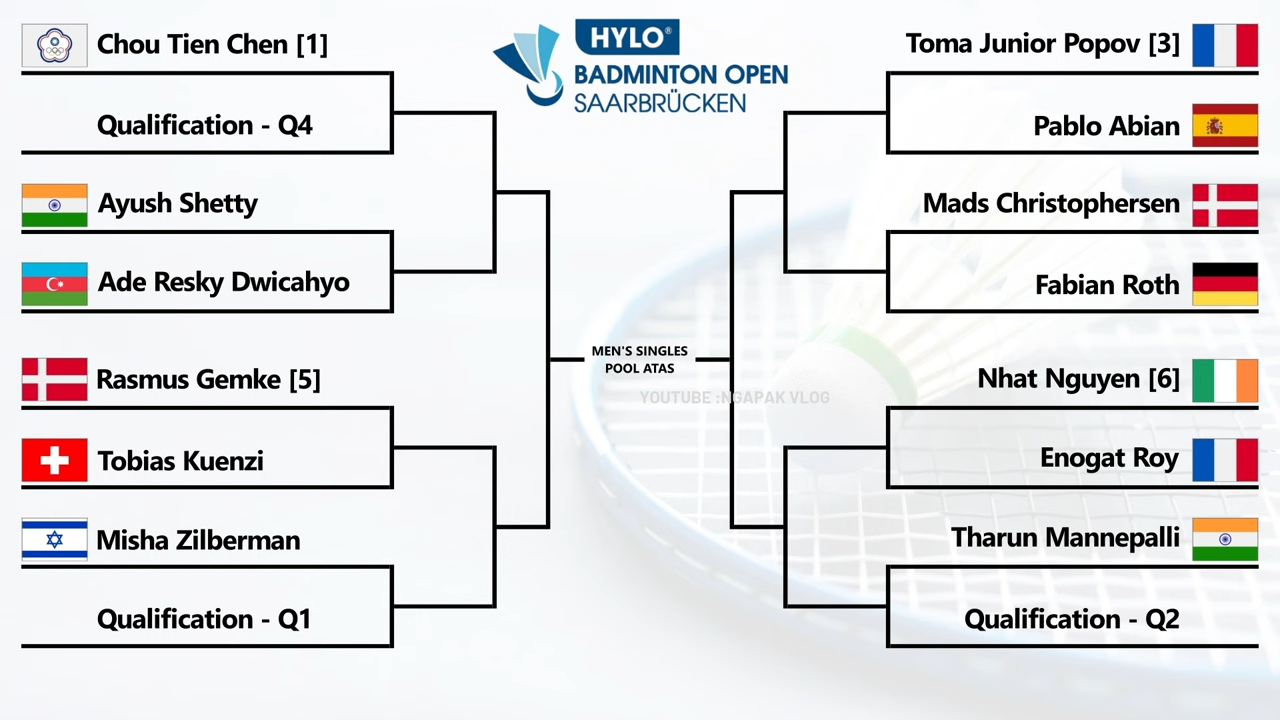 HYLO®
BADMINTON OPEN
SAARBRÜCKEN
Chou Tien Chen [1]
Qualification - Q4
Ayush Shetty
Ade Resky Dwicahyo
Rasmus Gemke [5]
Tobias Kuenzi
Misha Zilberman
Qualification - Q1
MEN'S SINGLES
POOL ATAS
YOUTUBE :NGAPAK VLOG
Toma Junior Popov [3]
Pablo Abian
Mads Christophersen
Fabian Roth
Nhat Nguyen [6]
Enogat Roy
Tharun Mannepalli
Qualification - Q2